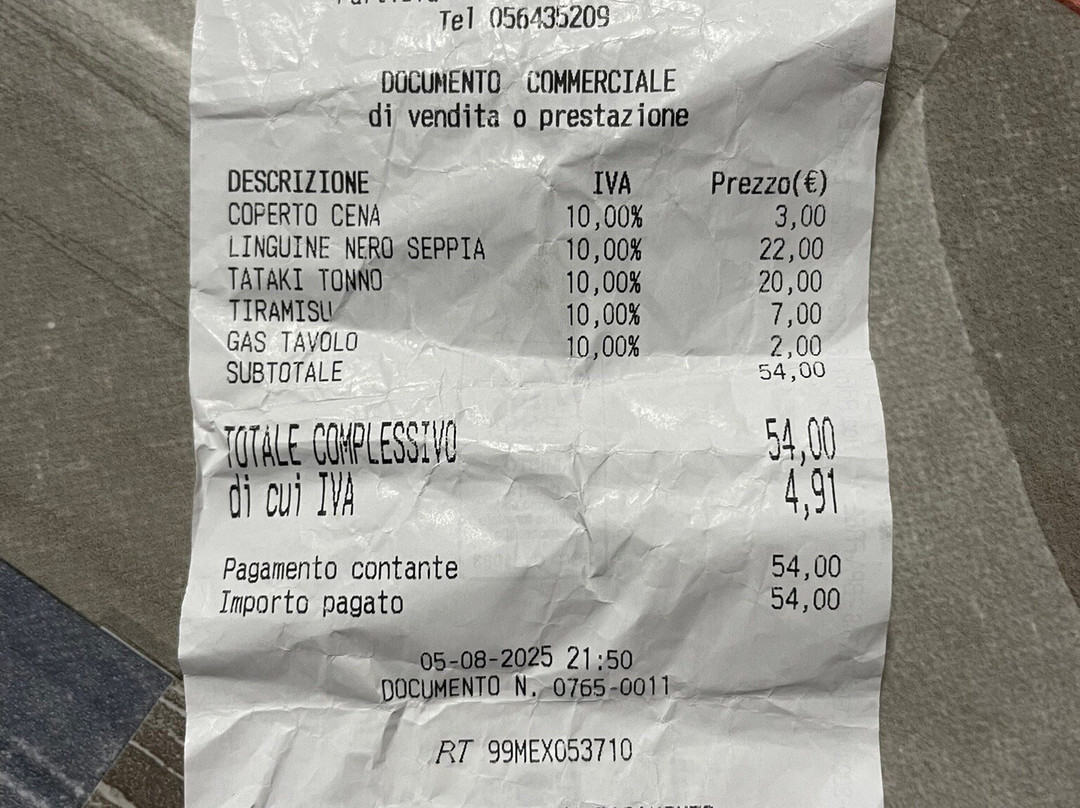 Tel 056435209
DOCUMENTO COMMERCIALE
di vendita o prestazione
DESCRIZIONE IVA Prezzo(€)
COPERTO CENA 10,00% 3,00
LINGUINE NERO SEPPIA 10,00% 22,00
TATAKI TONNO 10,00% 20,00
TIRAMISU 10,00% 7,00
GAS TAVOLO 10,00% 2,00
SUBTOTALE 54,00
TOTALE COMPLESSIVO 54,00
di cui IVA 4,91
Pagamento contante 54,00
Importo pagato 54,00
05-08-2025 21:50
DOCUMENTO N. 0765-0011
RT 99MEX053710